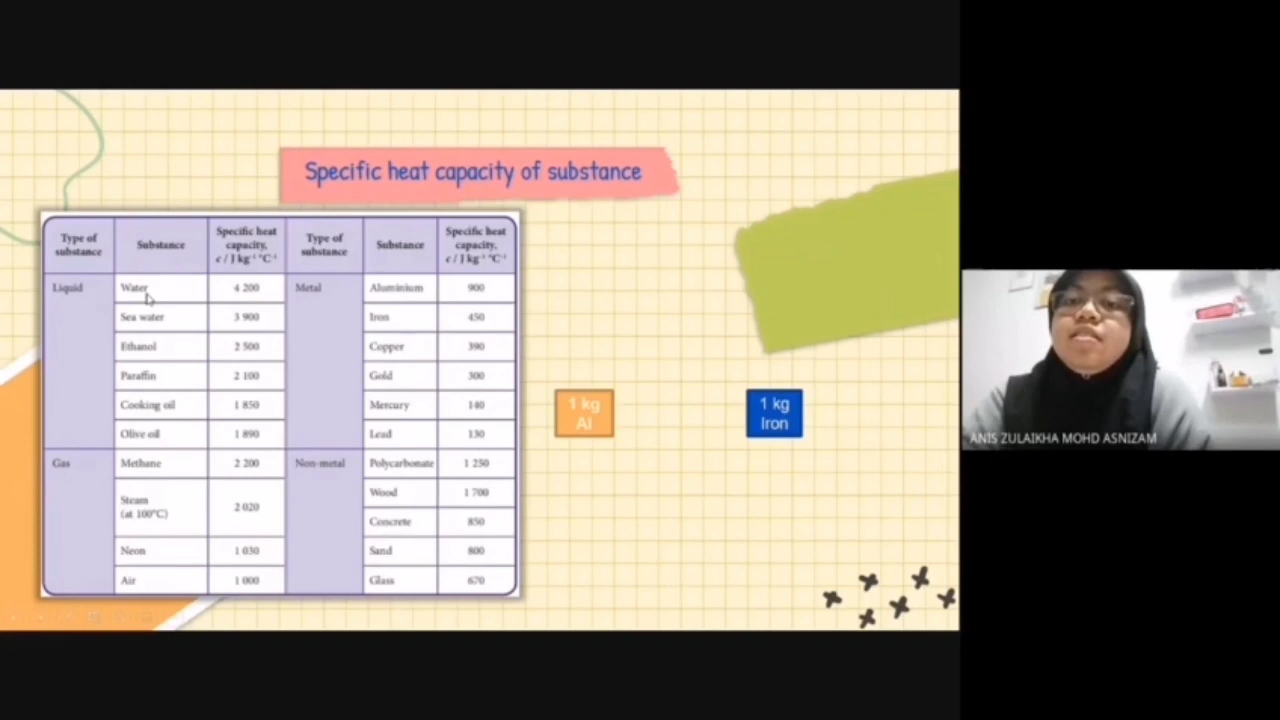 Specific heat capacity of substance
Type of substance Substance Specific heat capacity, c / J kg⁻¹ °C⁻¹ Type of substance Substance Specific heat capacity, c / J kg⁻¹ °C⁻¹
Liquid Water 4 200 Metal Aluminium 900
Sea water 3 900 Iron 450
Ethanol 2 500 Copper 390
Paraffin 2 100 Gold 300
Cooking oil 1 850 Mercury 140
Olive oil 1 890 Lead 130
Gas Methane 2 200 Non-metal Polycarbonate 1 250
Steam (at 100°C) 2 020 Wood 1 700
Concrete 850
Neon 1 030 Sand 800
Air 1 000 Glass 670
1 kg
Al
1 kg
Iron
ANIS ZULAIKHA MOHD ASNIZAM